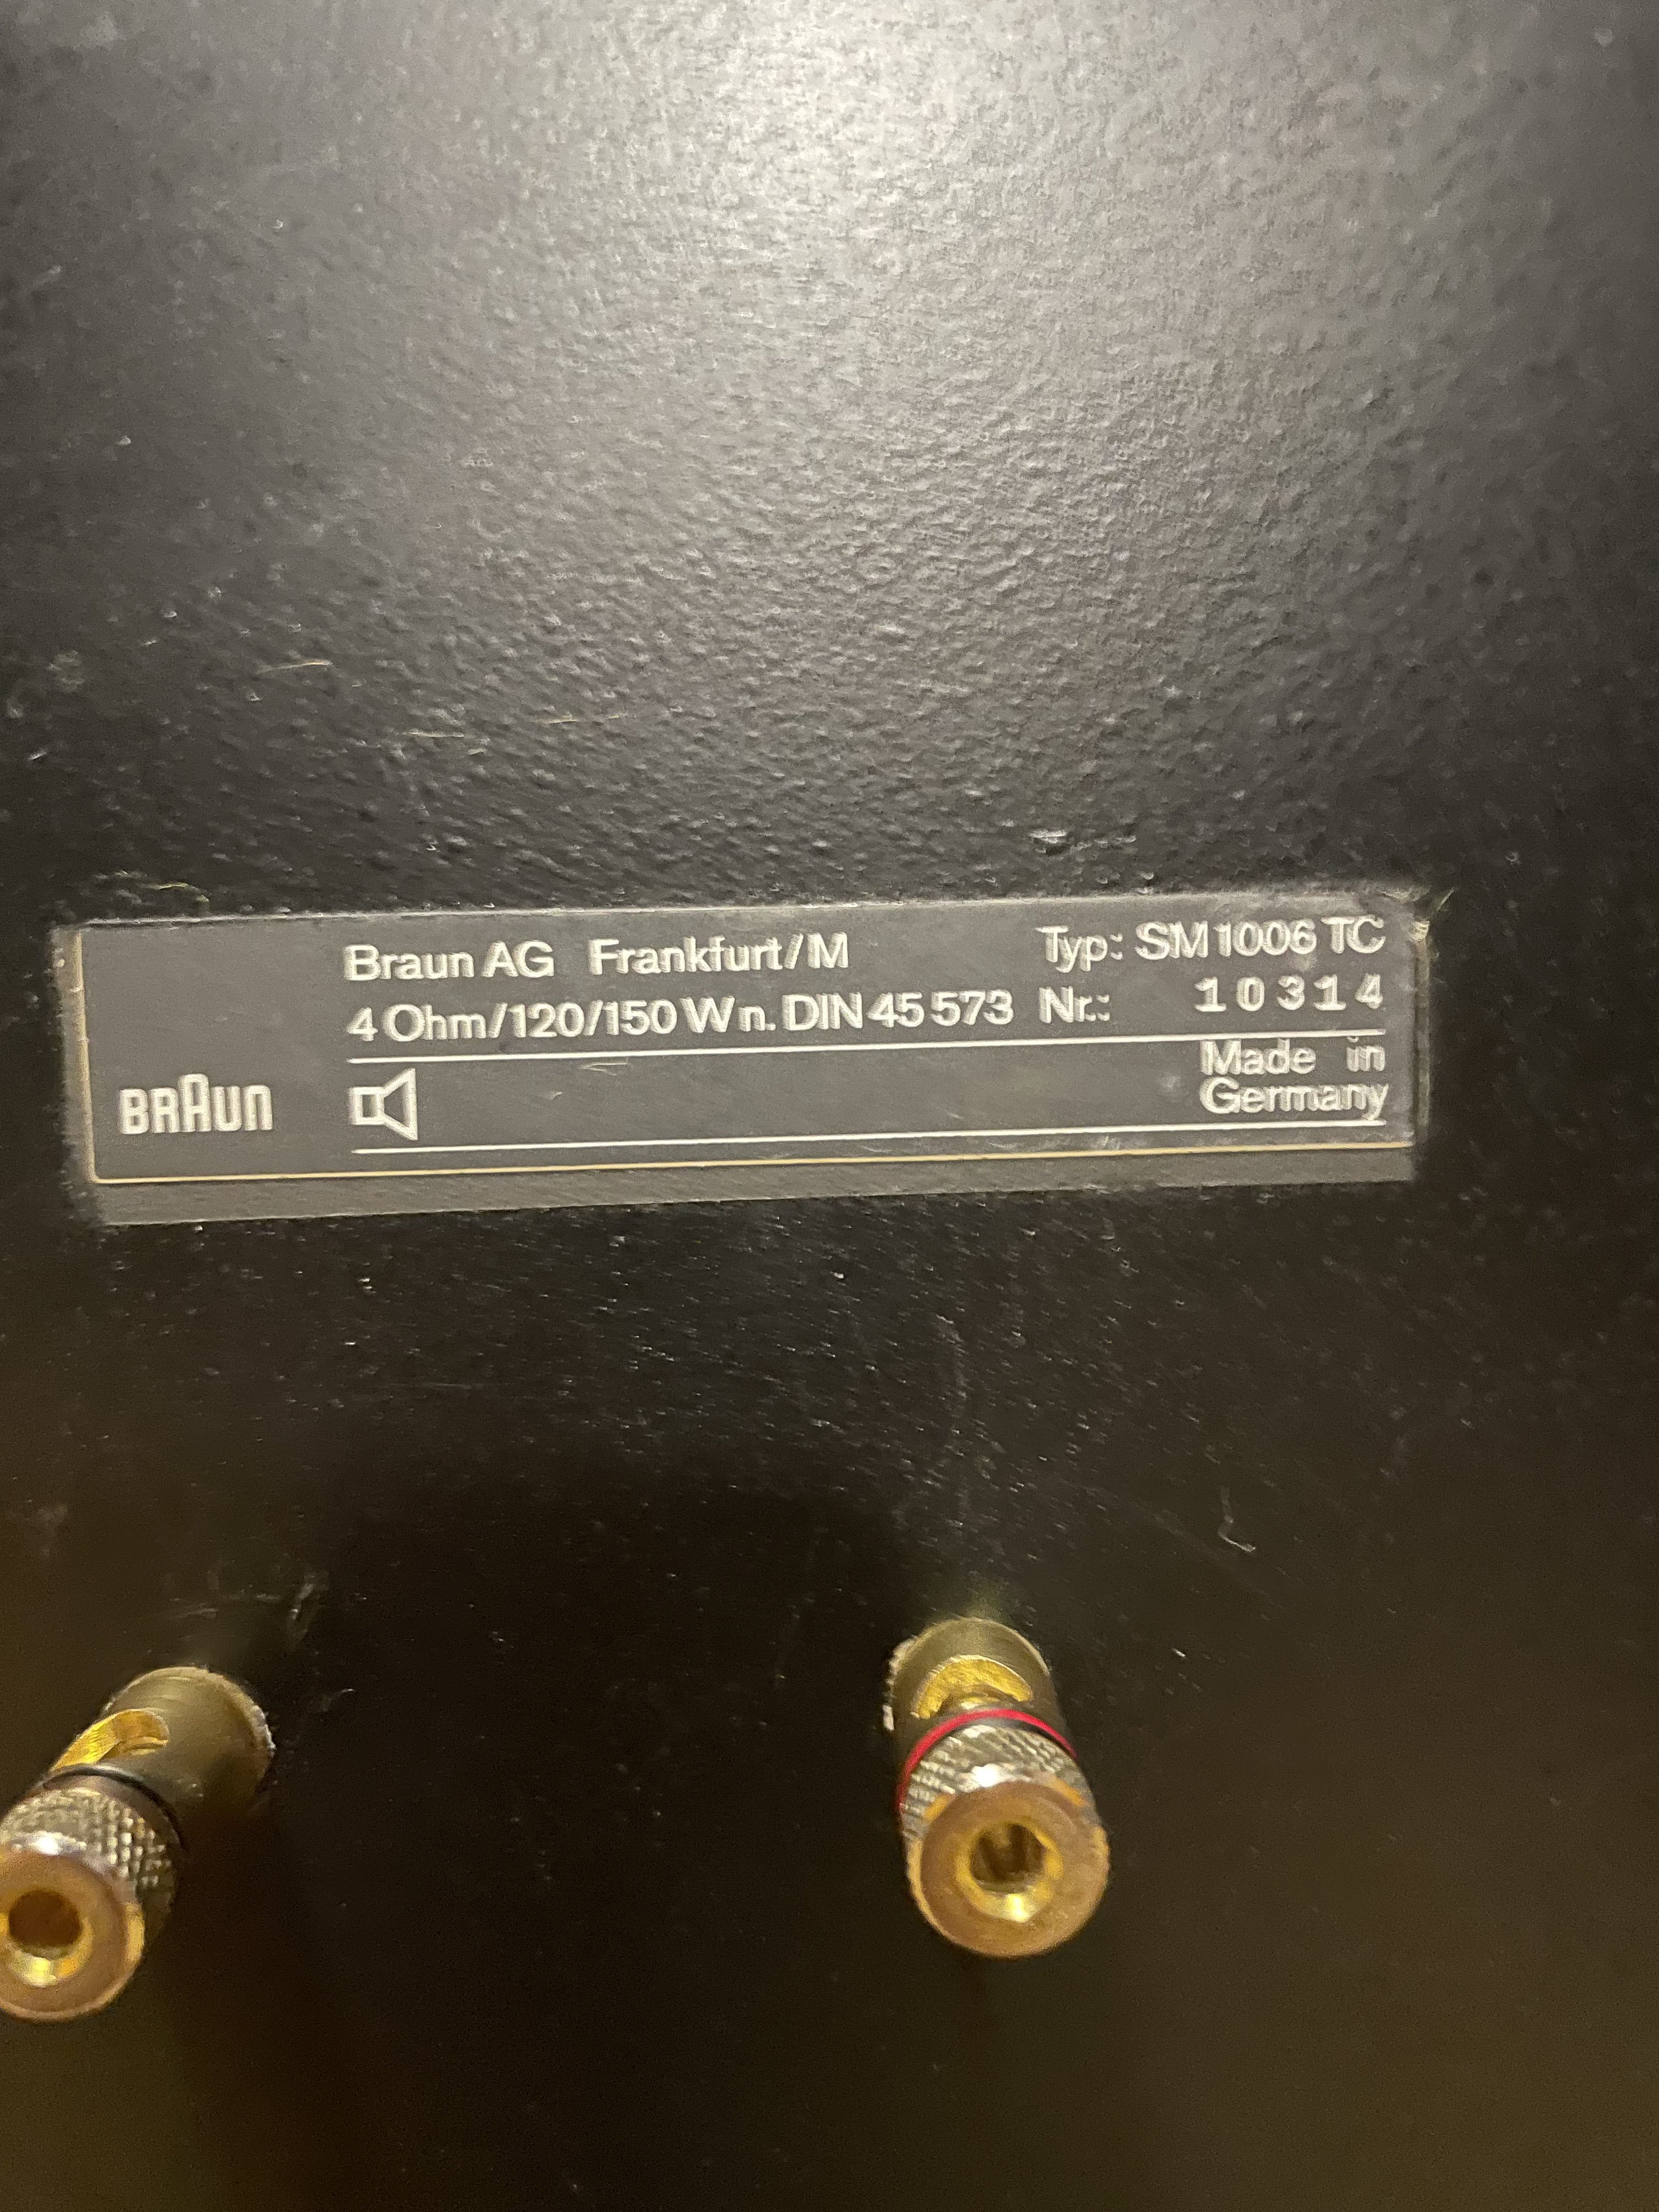 Braun AG Frankfurt/M Typ: SM 1006 TC
4 Ohm/120/150 W n. DIN 45 573 Nr.: 10314
Made in
Germany
BRAUN